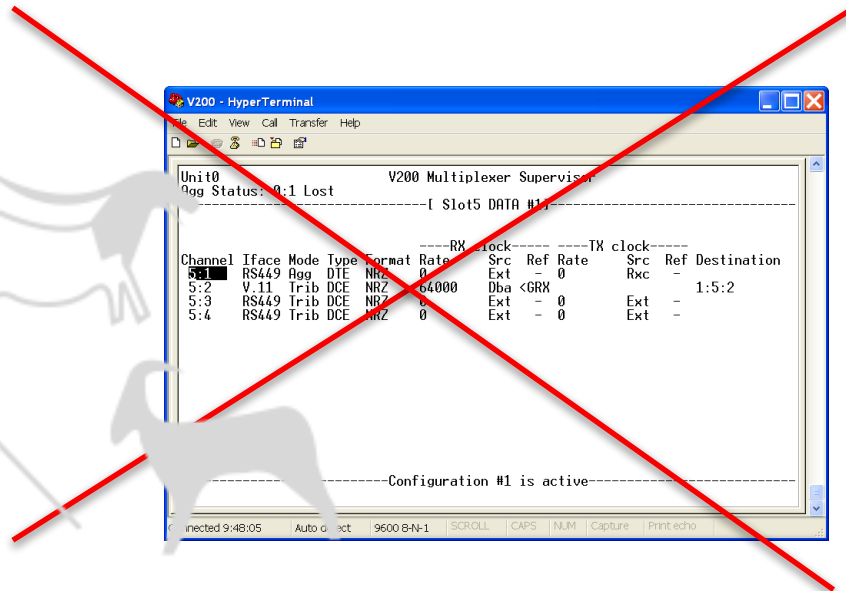 V200 - HyperTerminal
File Edit View Call Transfer Help
Unit0 V200 Multiplexer Supervisor
Agg Status: 0:1 Lost
[ Slot5 DATA #1]
----RX clock----- ----TX clock-----
Channel Iface Mode Type Format Rate Src Ref Rate Src Ref Destination
5:1 RS449 Agg DTE NRZ 0 Ext - 0 Rxc -
5:2 V.11 Trib DCE NRZ 64000 Dba <GRX 1:5:2
5:3 RS449 Trib DCE NRZ 0 Ext - 0 Ext -
5:4 RS449 Trib DCE NRZ 0 Ext - 0 Ext -
Configuration #1 is active
Connected 9:48:05 Auto detect 9600 8-N-1 SCROLL CAPS NUM Capture Print echo